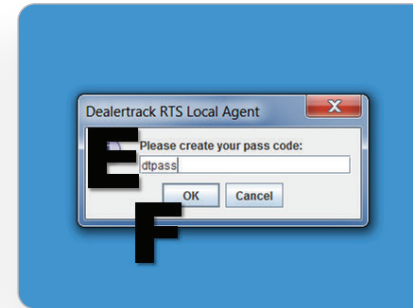 Dealertrack RTS Local Agent
X
E
Please create your pass code:
dtpass
OK Cancel
F